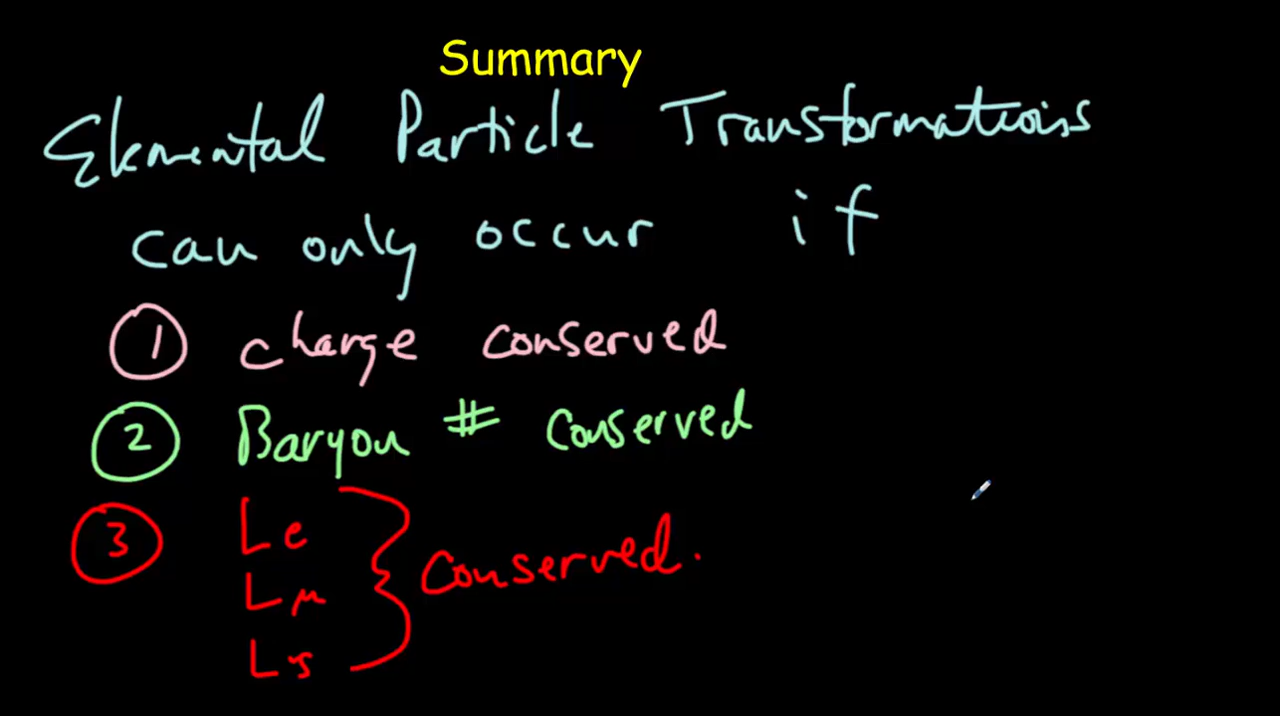 Summary
Elemental Particle Transformations
can only occur if
① charge conserved
② Baryon # conserved
③ Le
Lμ } conserved.
Lτ